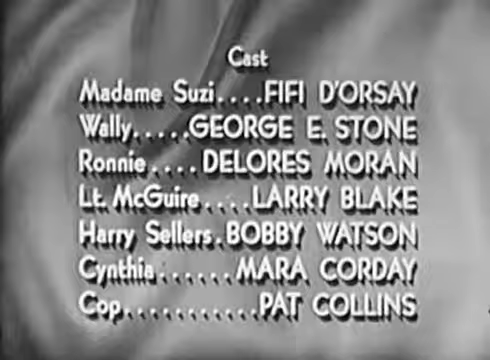 Cast
Madame Suzi....FIFI D'ORSAY
Wally.....GEORGE E. STONE
Ronnie....DELORES MORAN
Lt. McGuire....LARRY BLAKE
Harry Sellers.BOBBY WATSON
Cynthia......MARA CORDAY
Cop...........PAT COLLINS